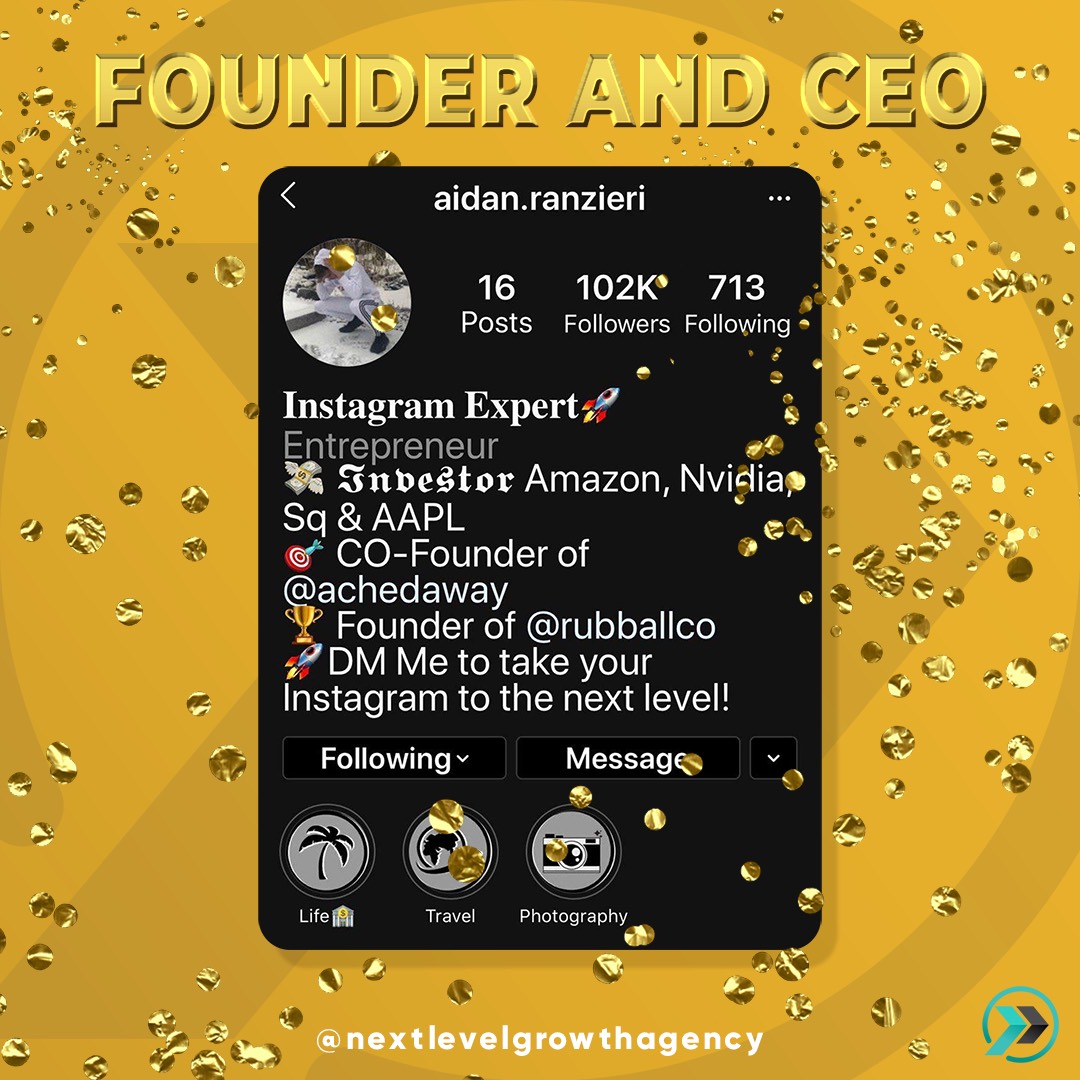 FOUNDER AND CEO
aidan.ranzieri
16 102K 713
Posts Followers Following
Instagram Expert🚀
Entrepreneur
💸 𝕴𝖓𝖛𝖊𝖘𝖙𝖔𝖗 Amazon, Nvidia,
Sq & AAPL
🎯 CO-Founder of
@achedaway
🏆 Founder of @rubballco
🚀DM Me to take your
Instagram to the next level!
Following Message
Life🏦 Travel Photography
@nextlevelgrowthagency